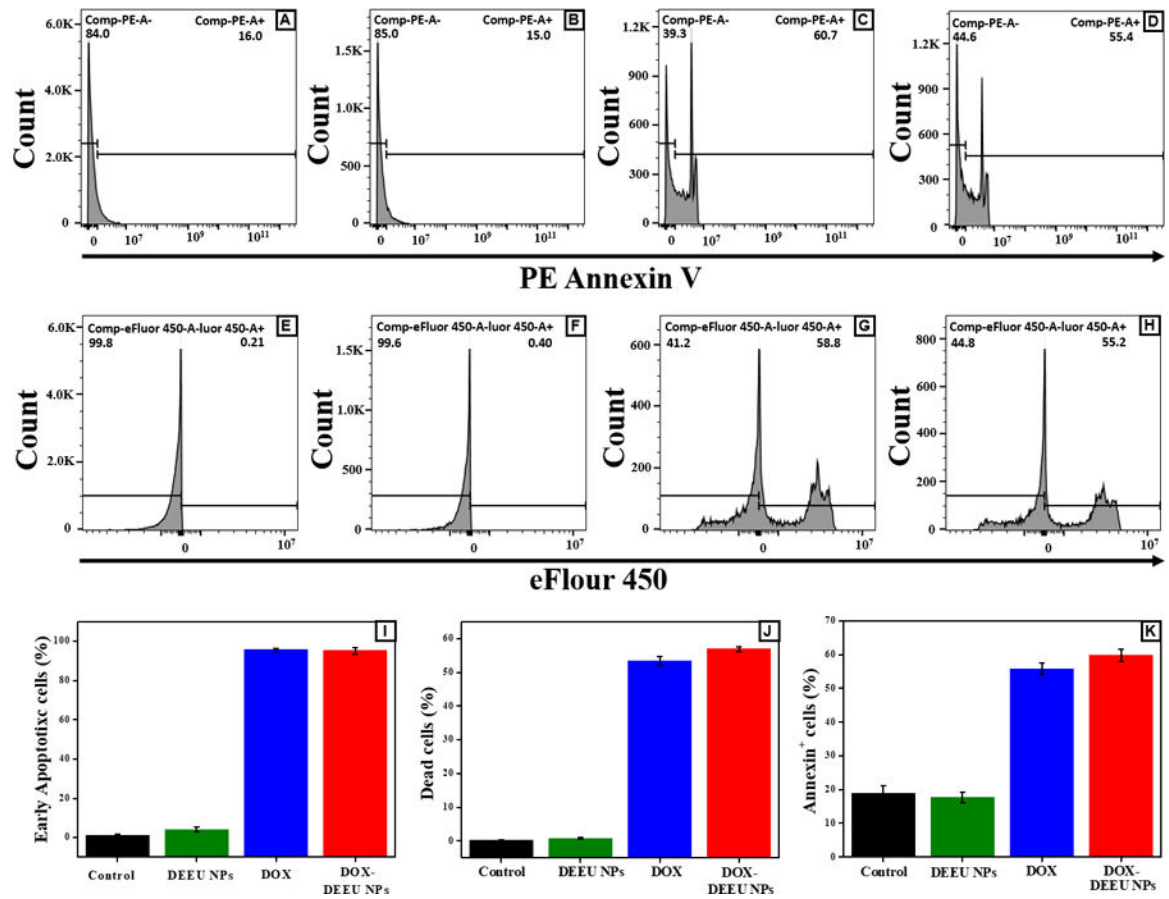 Comp-PE-A- Comp-PE-A+ A
84.0 16.0
6.0K
4.0K
2.0K
0
Count
0 10⁷ 10⁹ 10¹¹
Comp-PE-A- Comp-PE-A+ B
85.0 15.0
1.5K
1.0K
500
0
Count
0 10⁷ 10⁹ 10¹¹
Comp-PE-A- Comp-PE-A+ C
39.3 60.7
1.2K
900
600
300
0
Count
0 10⁷ 10⁹ 10¹¹
Comp-PE-A- Comp-PE-A+ D
44.6 55.4
1.2K
900
600
300
0
Count
0 10⁷ 10⁹ 10¹¹
PE Annexin V
6.0K
Comp-eFluor 450-A-luor 450-A+ E
99.8 0.21
4.0K
2.0K
0
Count
0 10⁷
Comp-eFluor 450-A-luor 450-A+ F
99.6 0.40
1.5K
1.0K
500
0
Count
0 10⁷
Comp-eFluor 450-A-luor 450-A+ G
41.2 58.8
600
400
200
0
Count
0 10⁷
800
Comp-eFluor 450-A-luor 450-A+ H
44.8 55.2
600
400
200
0
Count
0 10⁷
eFlour 450
I
100
80
60
40
20
0
Early Apoptotixc cells (%)
Control DEEU NPs DOX DOX-
DEEU NPs
J
60
50
40
30
20
10
0
Dead cells (%)
Control DEEU NPs DOX DOX-
DEEU NPs
K
70
60
50
40
30
20
10
0
Annexin⁺ cells (%)
Control DEEU NPs DOX DOX-
DEEU NPs